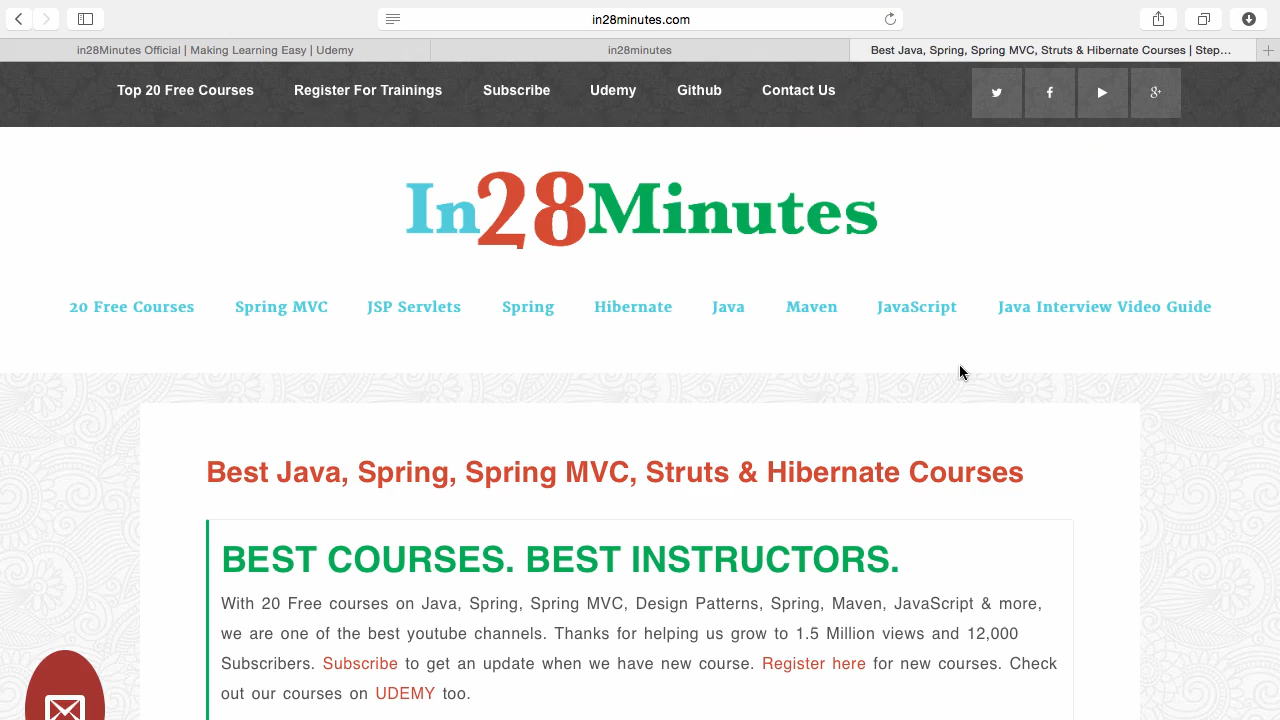 in28minutes.com
in28Minutes Official | Making Learning Easy | Udemy
in28minutes
Best Java, Spring, Spring MVC, Struts & Hibernate Courses | Step...
Top 20 Free Courses
Register For Trainings
Subscribe
Udemy
Github
Contact Us
In28Minutes
20 Free Courses
Spring MVC
JSP Servlets
Spring
Hibernate
Java
Maven
JavaScript
Java Interview Video Guide
Best Java, Spring, Spring MVC, Struts & Hibernate Courses
BEST COURSES. BEST INSTRUCTORS.
With 20 Free courses on Java, Spring, Spring MVC, Design Patterns, Spring, Maven, JavaScript & more,
we are one of the best youtube channels. Thanks for helping us grow to 1.5 Million views and 12,000
Subscribers. Subscribe to get an update when we have new course. Register here for new courses. Check
out our courses on UDEMY too.